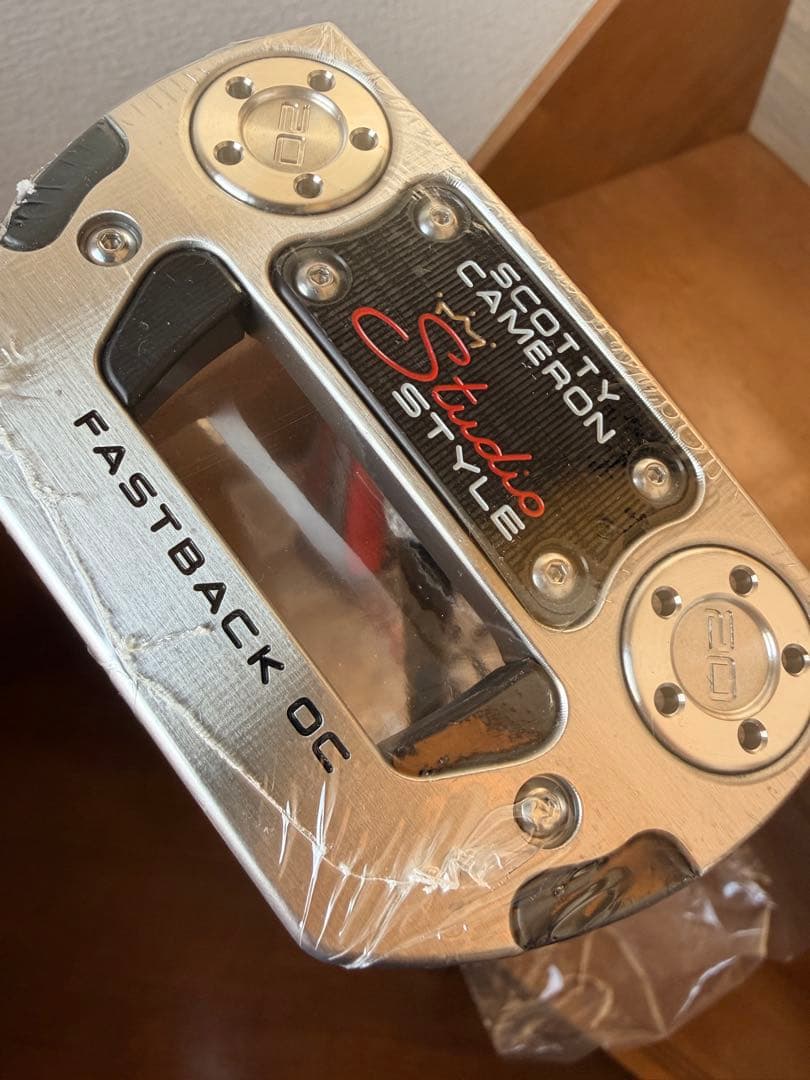 20
SCOTTY
CAMERON
Studio
STYLE
FASTBACK OC
20